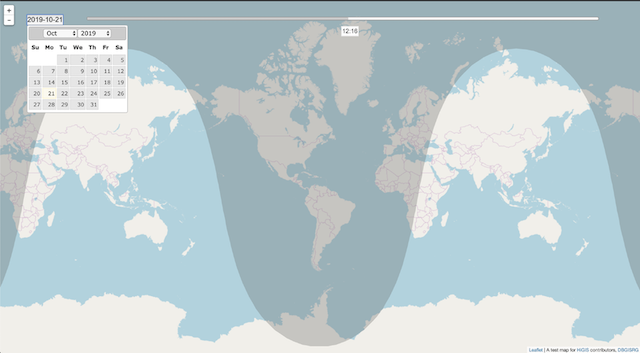 +
−
2019-10-21
12:16
Oct 2019
Su Mo Tu We Th Fr Sa
1 2 3 4 5
6 7 8 9 10 11 12
13 14 15 16 17 18 19
20 21 22 23 24 25 26
27 28 29 30 31
Leaflet | A test map for HIGIS contributors, DBG/SRG